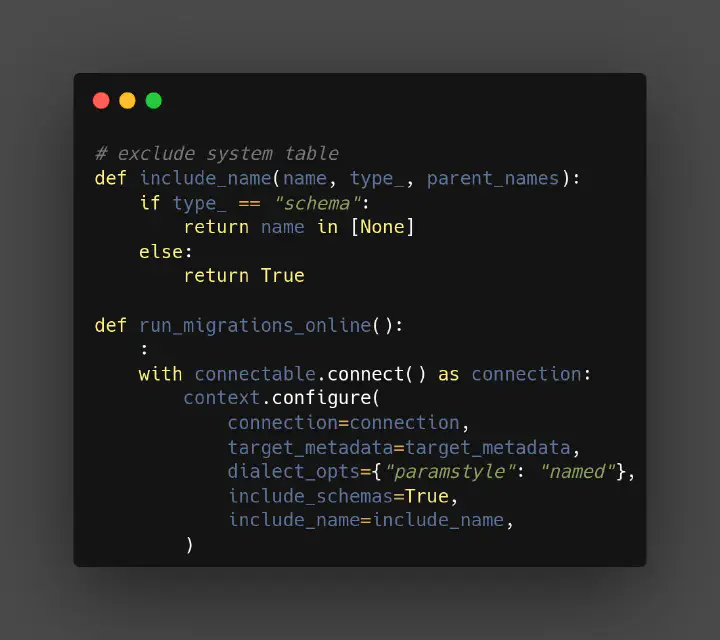 # exclude system table
def include_name(name, type_, parent_names):
    if type_ == "schema":
        return name in [None]
    else:
        return True

def run_migrations_online():
    :
    with connectable.connect() as connection:
        context.configure(
            connection=connection,
            target_metadata=target_metadata,
            dialect_opts={"paramstyle": "named"},
            include_schemas=True,
            include_name=include_name,
        )